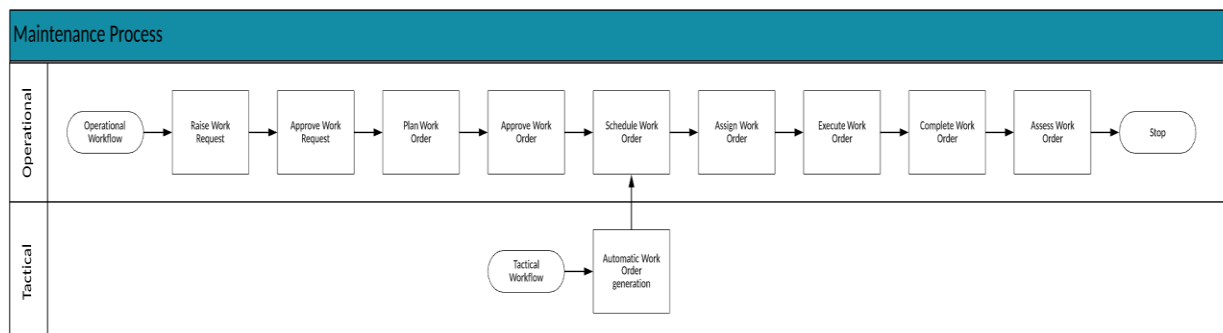 Maintenance Process
Operational
Operational
Workflow
Raise Work
Request
Approve Work
Request
Plan Work
Order
Approve Work
Order
Schedule Work
Order
Assign Work
Order
Execute Work
Order
Complete Work
Order
Assess Work
Order
Stop
Tactical
Tactical
Workflow
Automatic Work
Order
generation